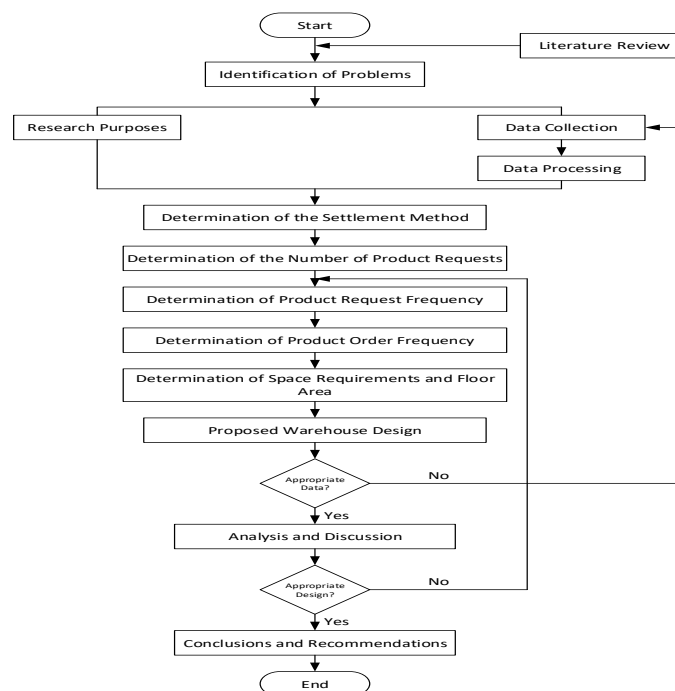 Start
Literature Review
Identification of Problems
Research Purposes
Data Collection
Data Processing
Determination of the Settlement Method
Determination of the Number of Product Requests
Determination of Product Request Frequency
Determination of Product Order Frequency
Determination of Space Requirements and Floor
Area
Proposed Warehouse Design
Appropriate
Data?
No
Yes
Analysis and Discussion
Appropriate
Design?
No
Yes
Conclusions and Recommendations
End